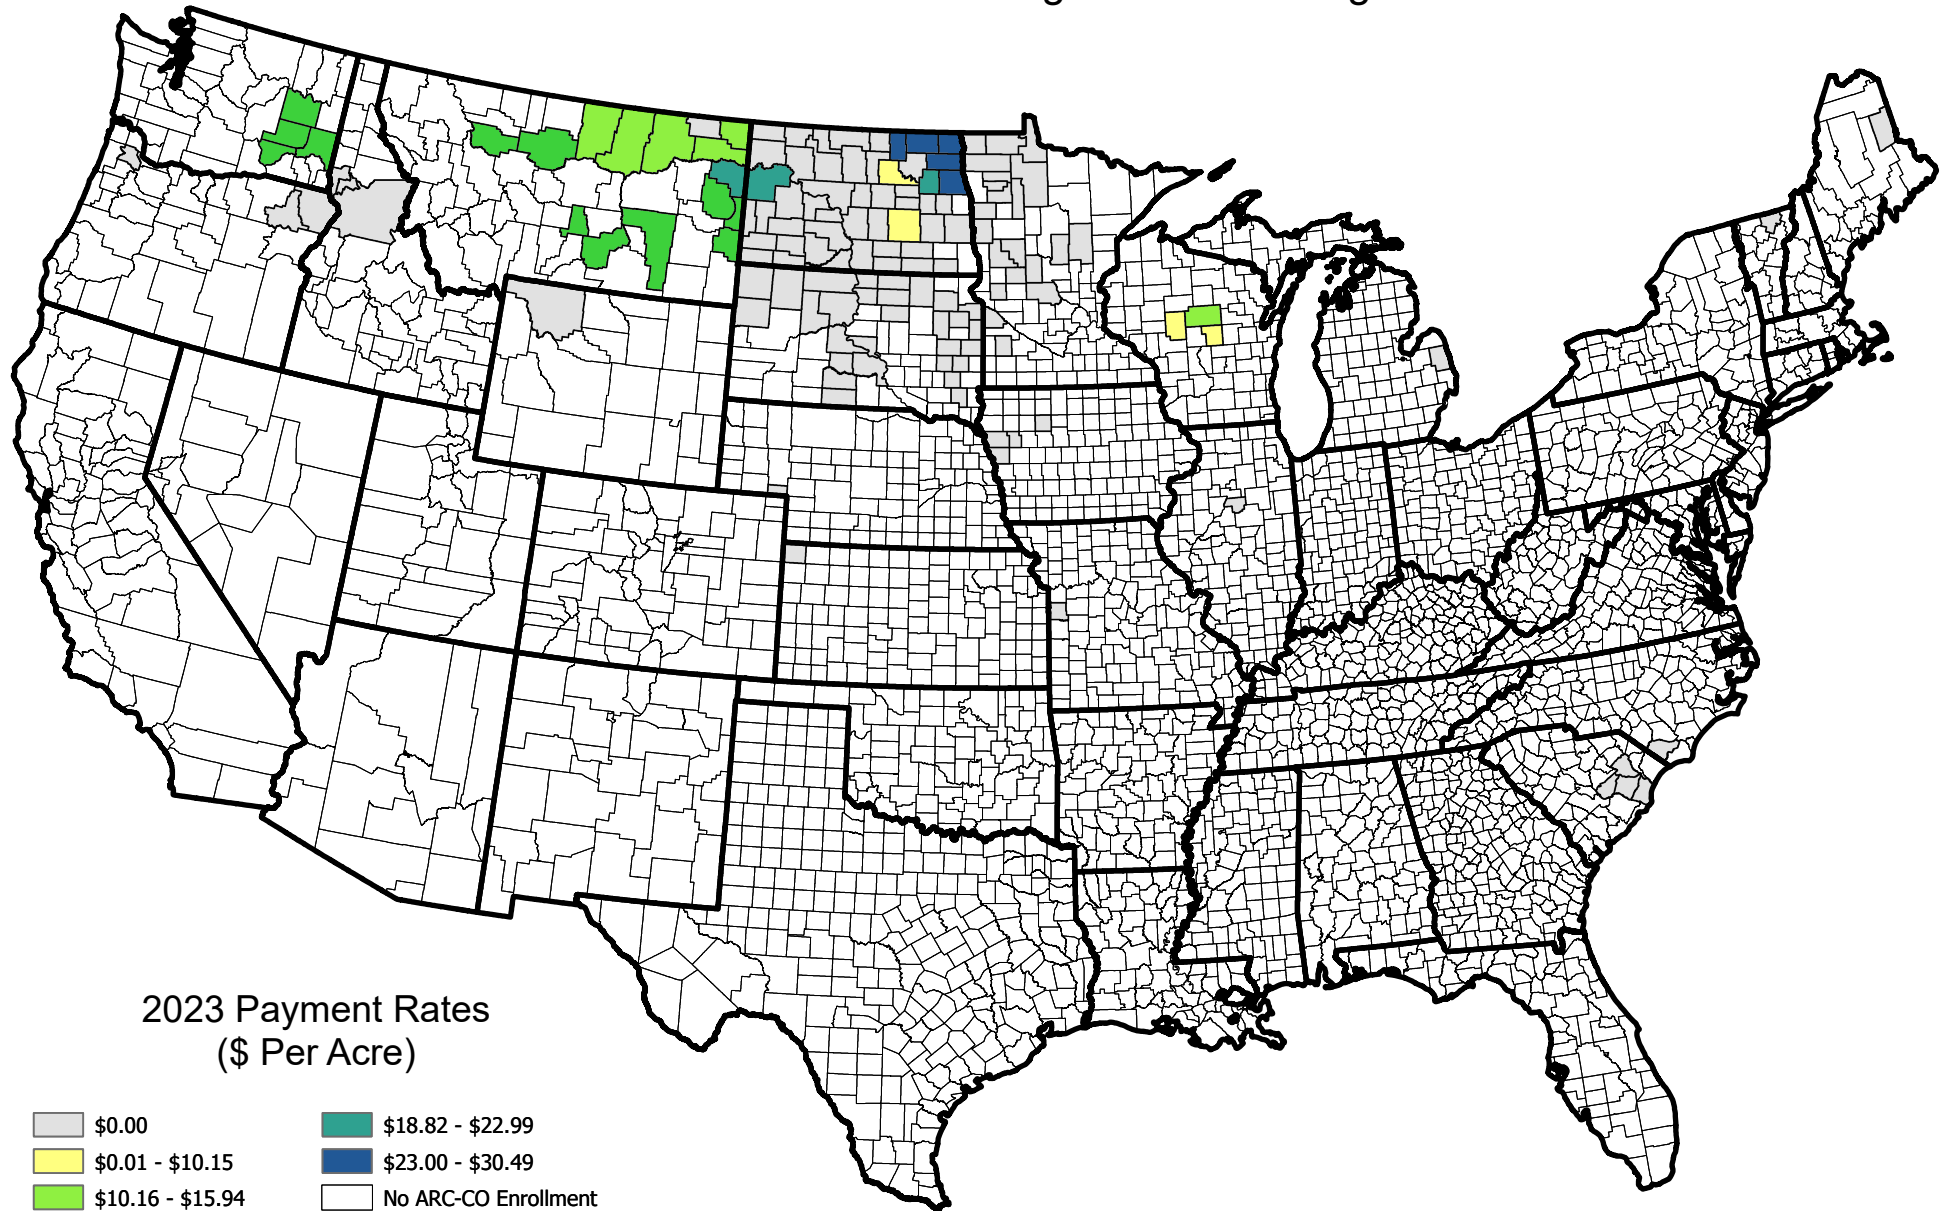 2023 Payment Rates
($ Per Acre)
$0.00
$0.01 - $10.15
$10.16 - $15.94
$18.82 - $22.99
$23.00 - $30.49
No ARC-CO Enrollment